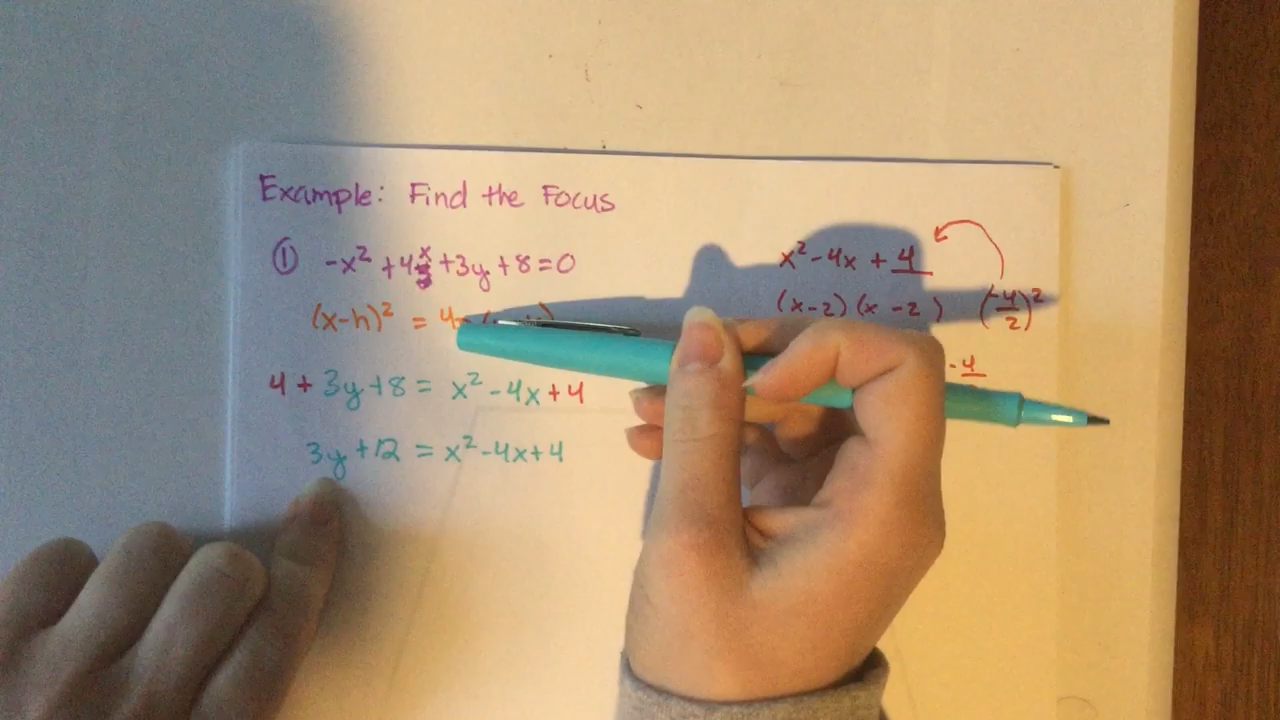 Example: Find the Focus
① -x² + 4x + 3y + 8 = 0
(x-h)² = 4
4 + 3y + 8 = x² - 4x + 4
3y + 12 = x² - 4x + 4
x² - 4x + 4
(x-2)(x-2) (-4/2)²
-4